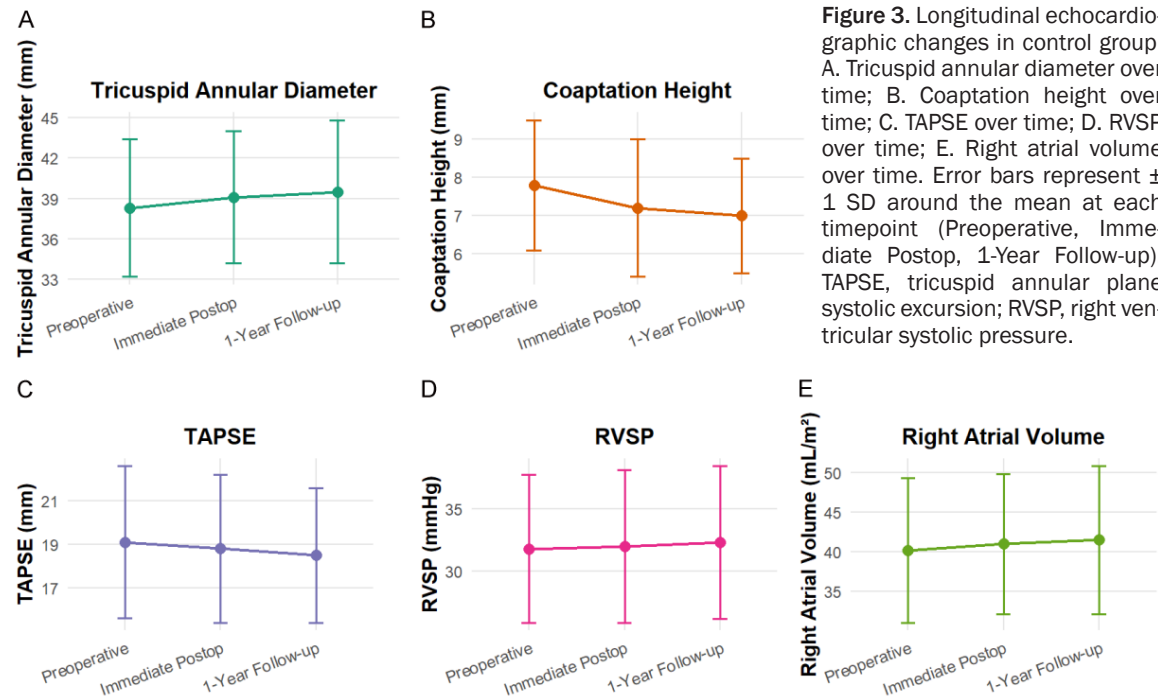 A
Tricuspid Annular Diameter
Tricuspid Annular Diameter (mm)
45
42
39
36
33
Preoperative
Immediate Postop
1-Year Follow-up
B
Coaptation Height
Coaptation Height (mm)
9
8
7
6
Preoperative
Immediate Postop
1-Year Follow-up
Figure 3. Longitudinal echocardio-
graphic changes in control group.
A. Tricuspid annular diameter over
time; B. Coaptation height over
time; C. TAPSE over time; D. RVSP
over time; E. Right atrial volume
over time. Error bars represent ±
1 SD around the mean at each
timepoint (Preoperative, Imme-
diate Postop, 1-Year Follow-up).
TAPSE, tricuspid annular plane
systolic excursion; RVSP, right ven-
tricular systolic pressure.
C
TAPSE
TAPSE (mm)
21
19
17
Preoperative
Immediate Postop
1-Year Follow-up
D
RVSP
RVSP (mmHg)
35
30
Preoperative
Immediate Postop
1-Year Follow-up
E
Right Atrial Volume
Right Atrial Volume (mL/m²)
50
45
40
35
Preoperative
Immediate Postop
1-Year Follow-up